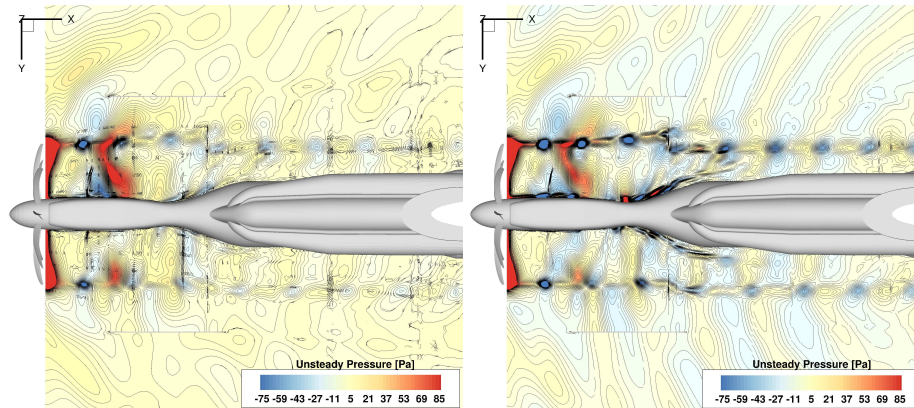 Z X
Y
Unsteady Pressure [Pa]
-75 -59 -43 -27 -11 5 21 37 53 69 85
Z X
Y
Unsteady Pressure [Pa]
-75 -59 -43 -27 -11 5 21 37 53 69 85